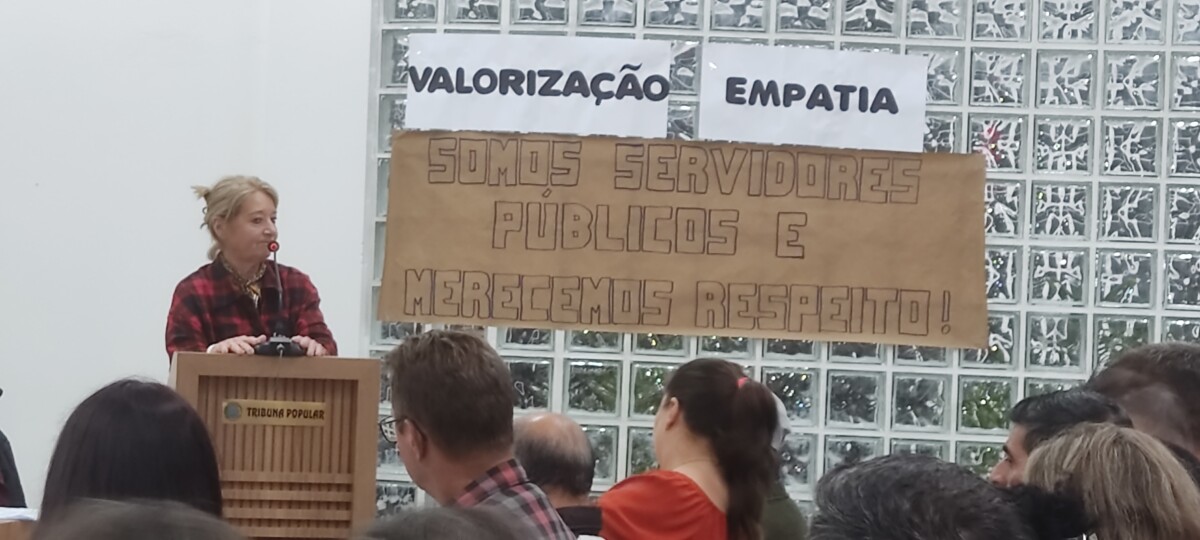 VALORIZAÇÃO
EMPATIA
SOMOS SERVIDORES
PÚBLICOS E
MERECEMOS RESPEITO!
TRIBUNA POPULAR